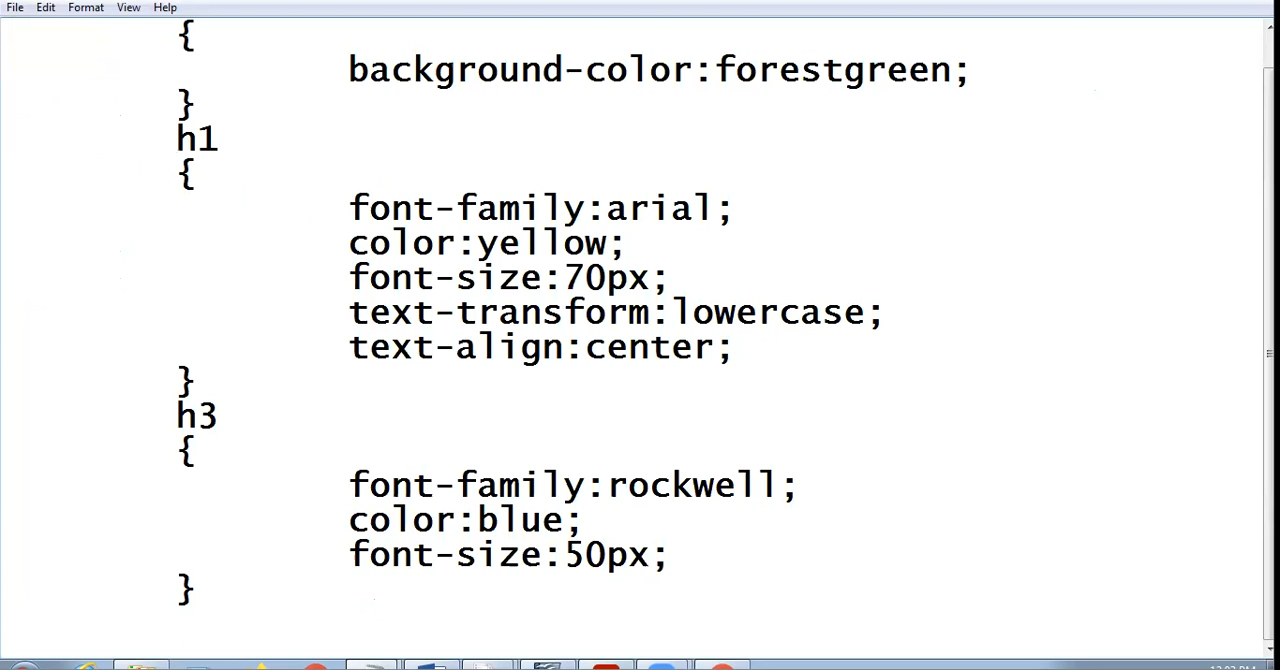 File Edit Format View Help
{
background-color:forestgreen;
}
h1
{
font-family:arial;
color:yellow;
font-size:70px;
text-transform:lowercase;
text-align:center;
}
h3
{
font-family:rockwell;
color:blue;
font-size:50px;
}